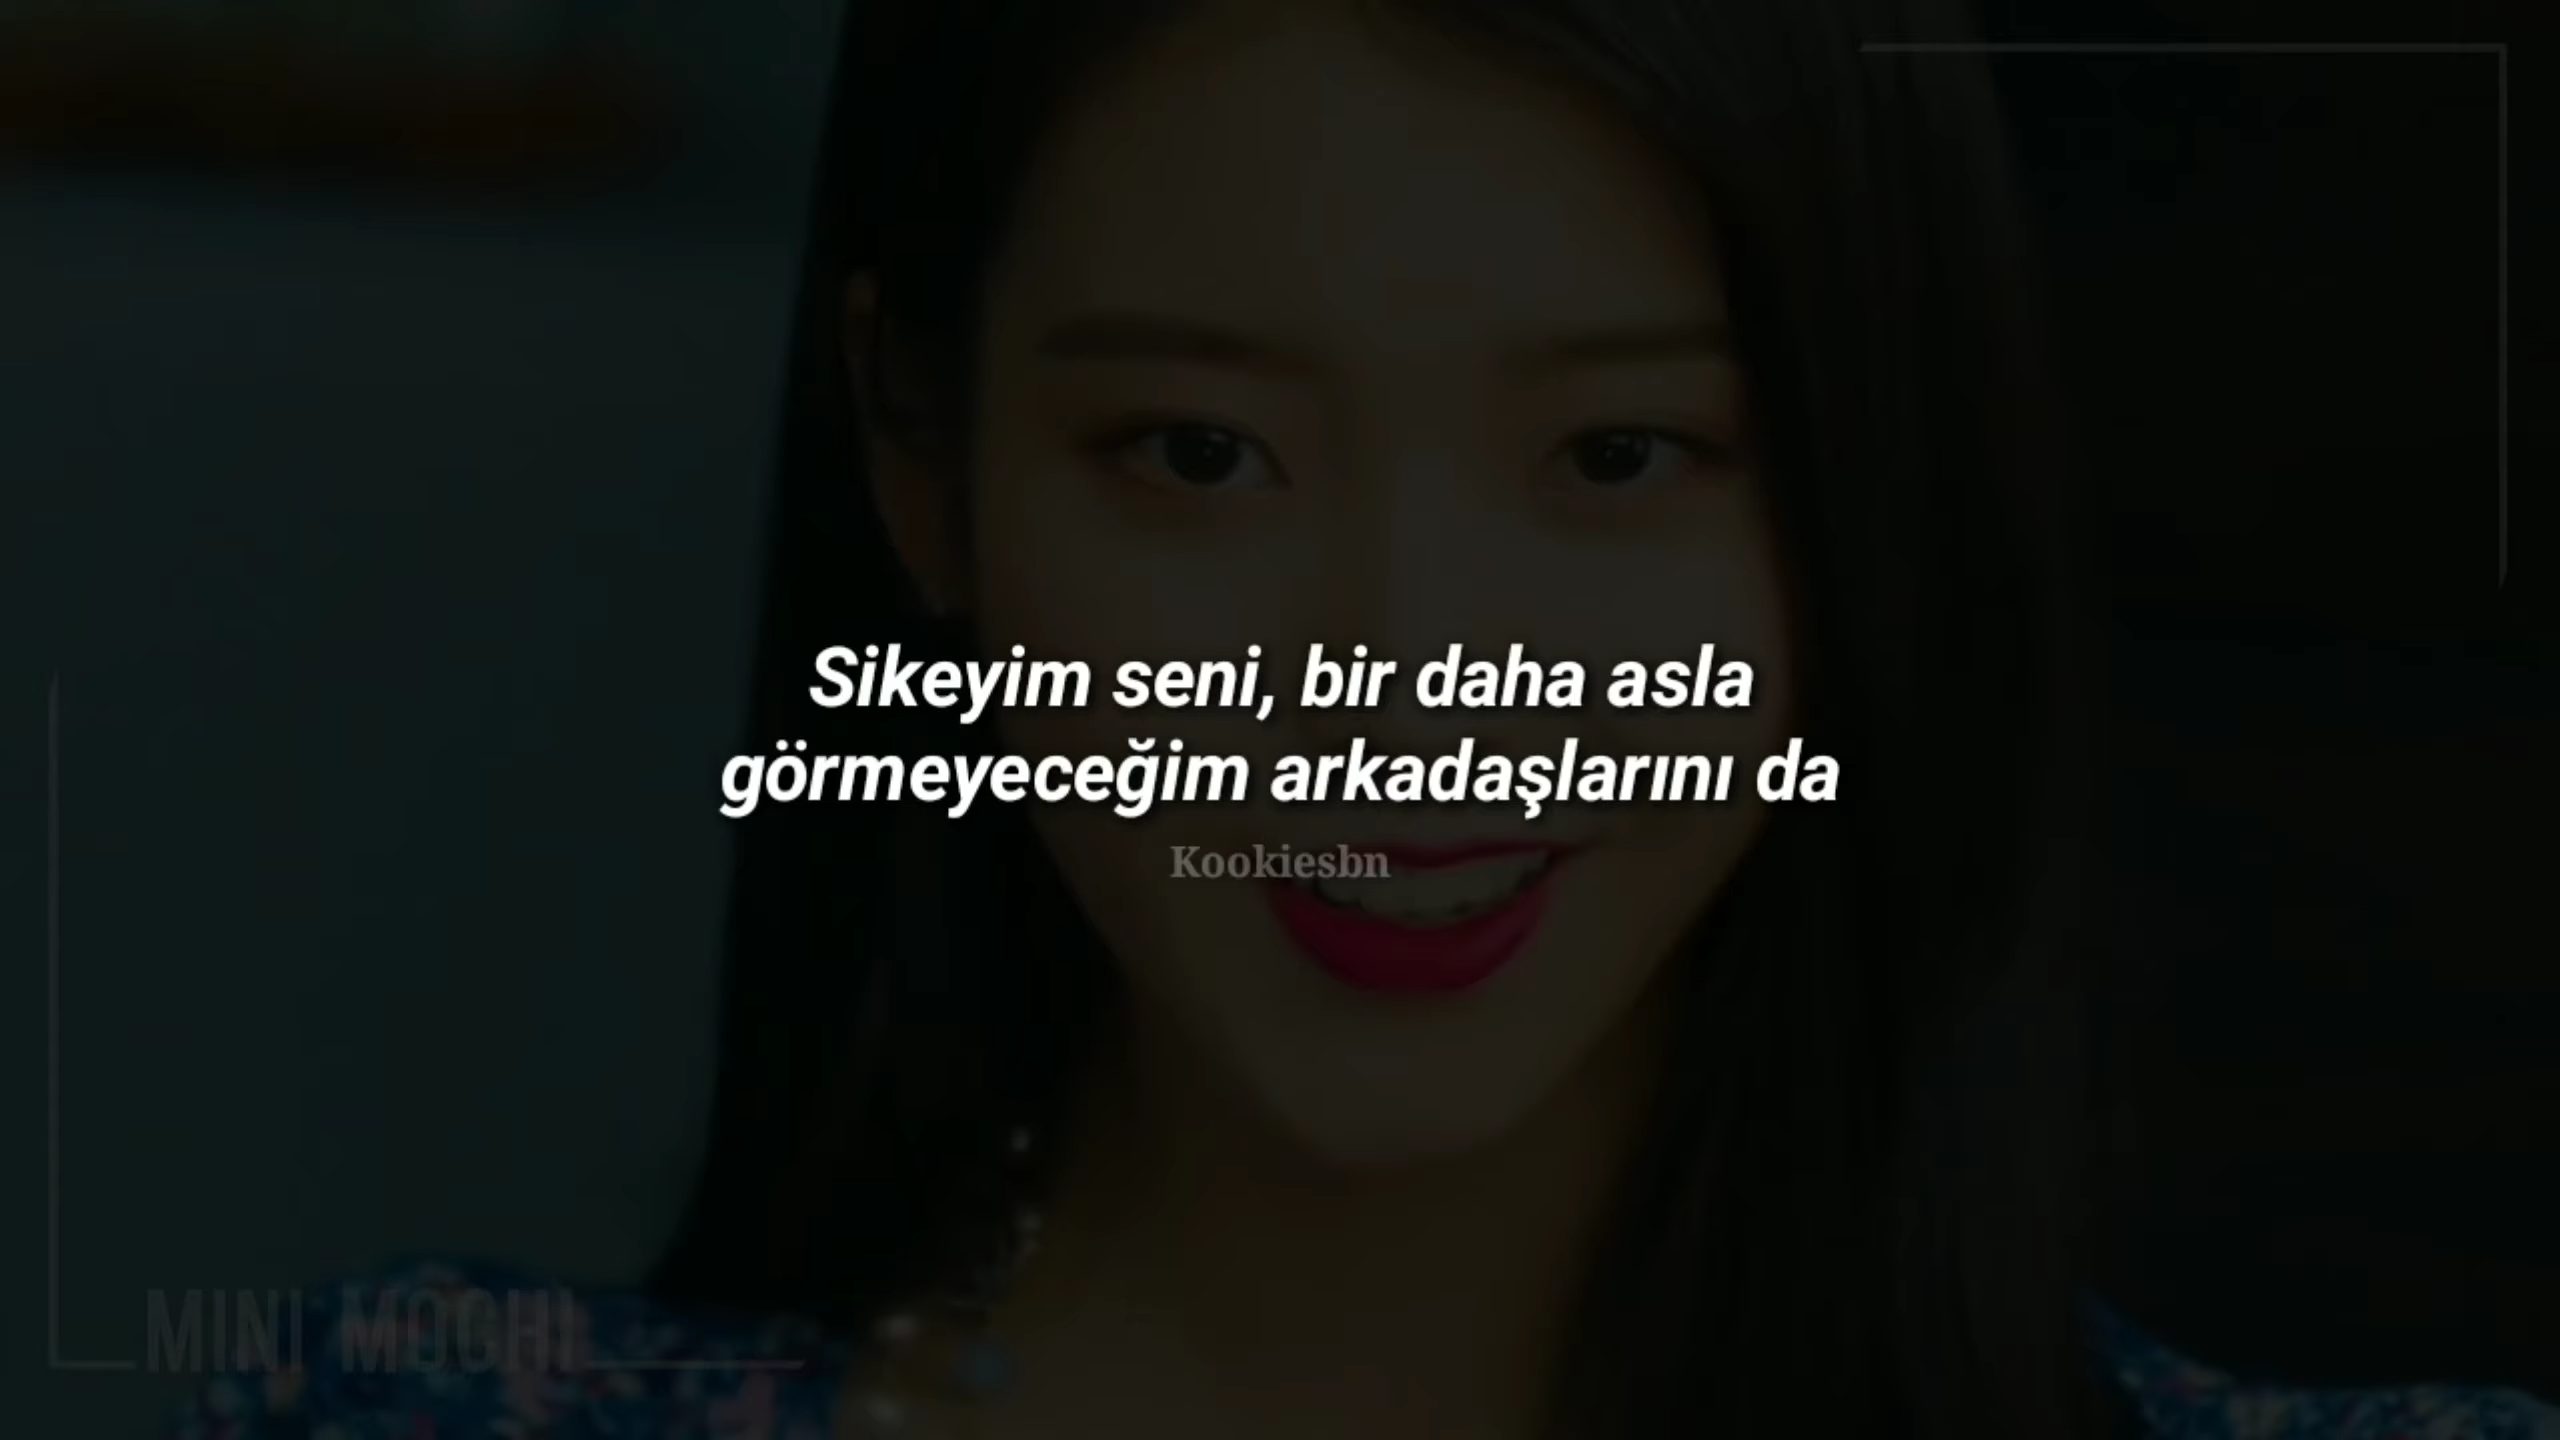 Sikeyim seni, bir daha asla
görmeyeceğim arkadaşlarını da
Kookiesbn
MINI MOCHI